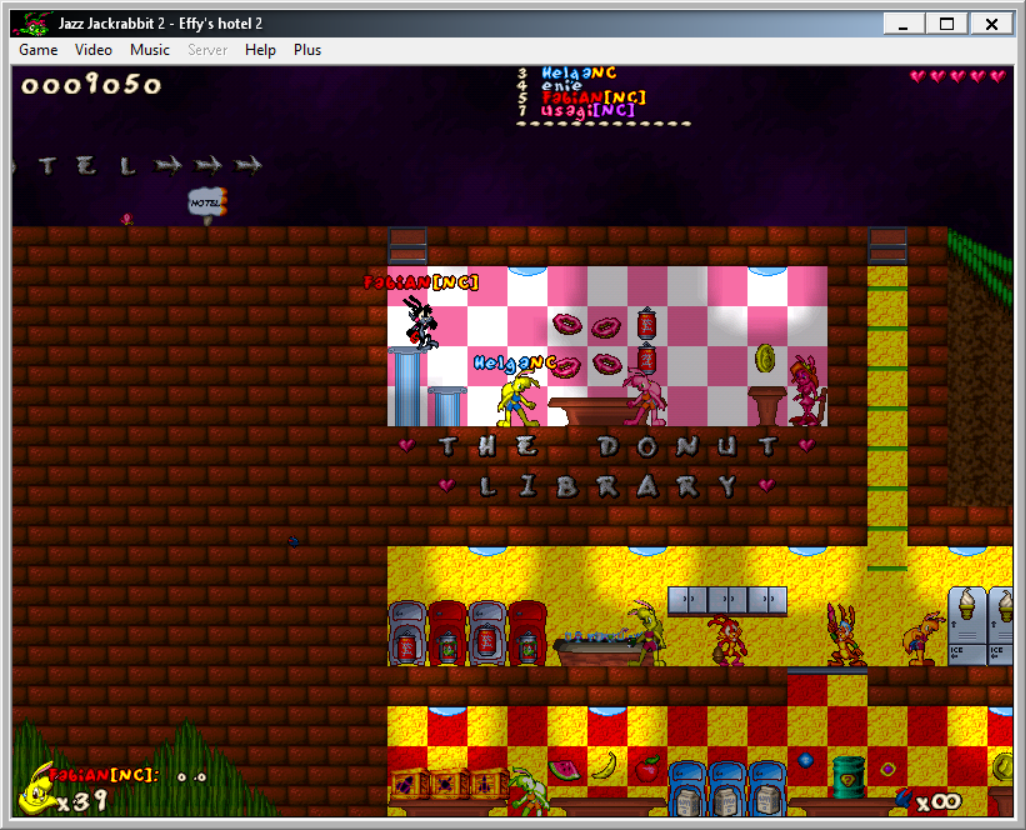 Jazz Jackrabbit 2 - Effy's hotel 2
Game Video Music Server Help Plus
0009050
3 HelgaNC
4 enie
5 FabiAN[NC]
7 usagi[NC]
TEL
HOTEL
FabiAN[NC]
HelgaNC
THE DONUT
LIBRARY
ICE ICE
FabiAN[NC]: o .o
x39
x∞